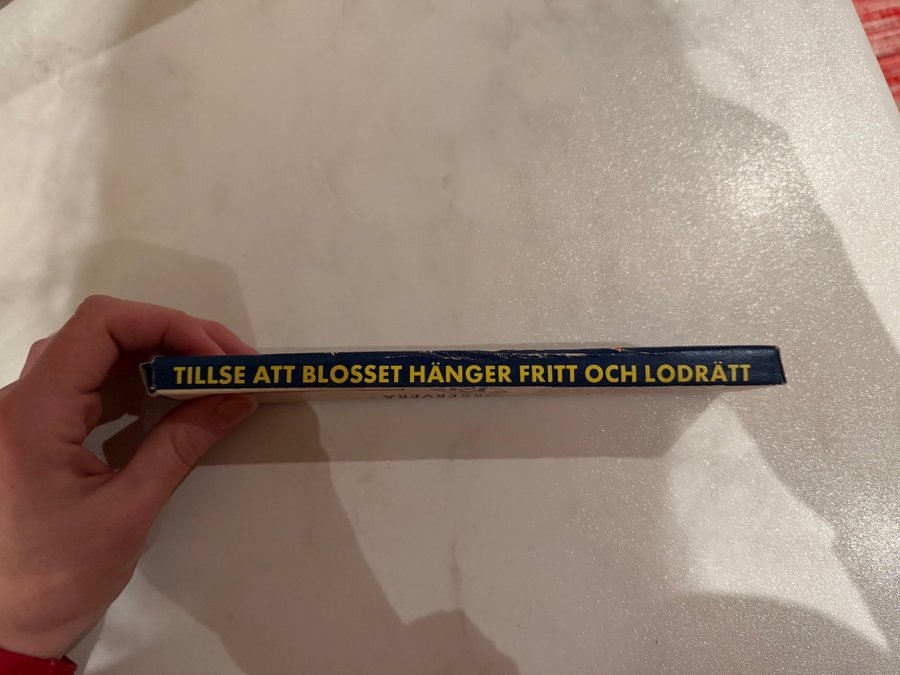 TILLSE ATT BLOSSET HÄNGER FRITT OCH LODRÄTT